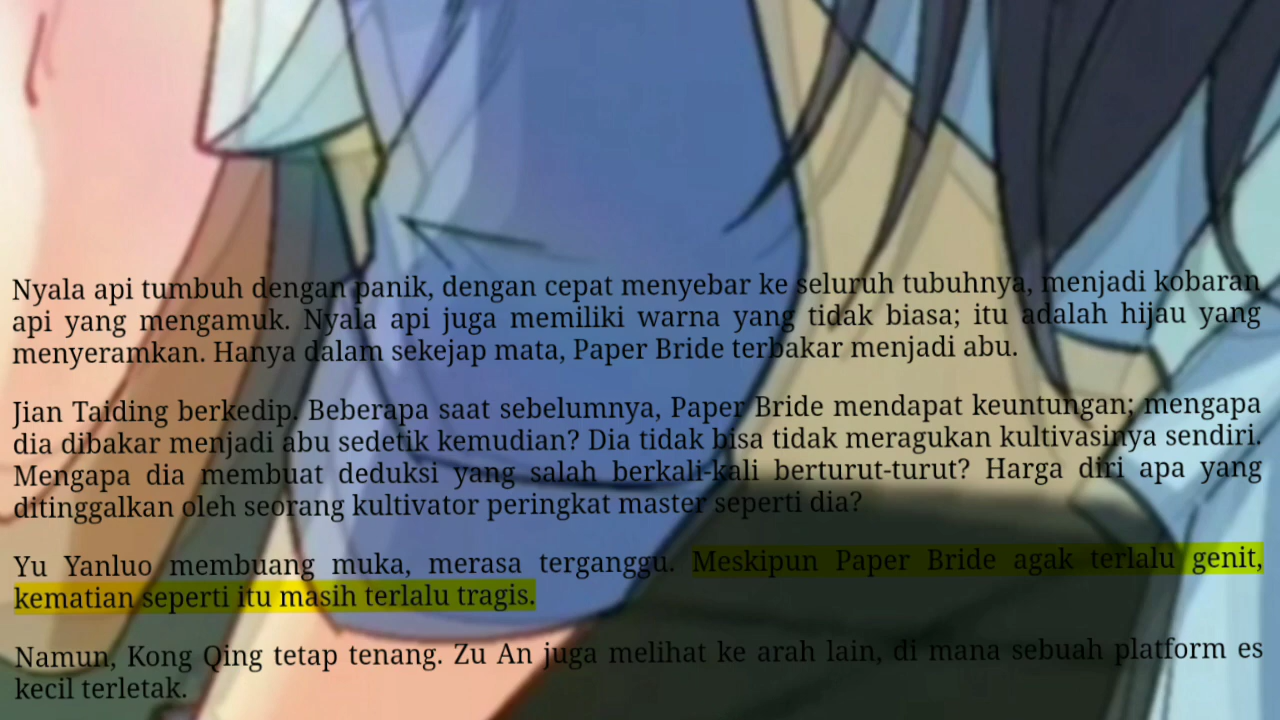 Nyala api tumbuh dengan panik, dengan cepat menyebar ke seluruh tubuhnya, menjadi kobaran
api yang mengamuk. Nyala api juga memiliki warna yang tidak biasa; itu adalah hijau yang
menyeramkan. Hanya dalam sekejap mata, Paper Bride terbakar menjadi abu.
Jian Taiding berkedip. Beberapa saat sebelumnya, Paper Bride mendapat keuntungan; mengapa
dia dibakar menjadi abu sedetik kemudian? Dia tidak bisa tidak meragukan kultivasinya sendiri.
Mengapa dia membuat deduksi yang salah berkali-kali berturut-turut? Harga diri apa yang
ditinggalkan oleh seorang kultivator peringkat master seperti dia?
Yu Yanluo membuang muka, merasa terganggu. Meskipun Paper Bride agak terlalu genit,
kematian seperti itu masih terlalu tragis.
Namun, Kong Qing tetap tenang. Zu An juga melihat ke arah lain, di mana sebuah platform es
kecil terletak.